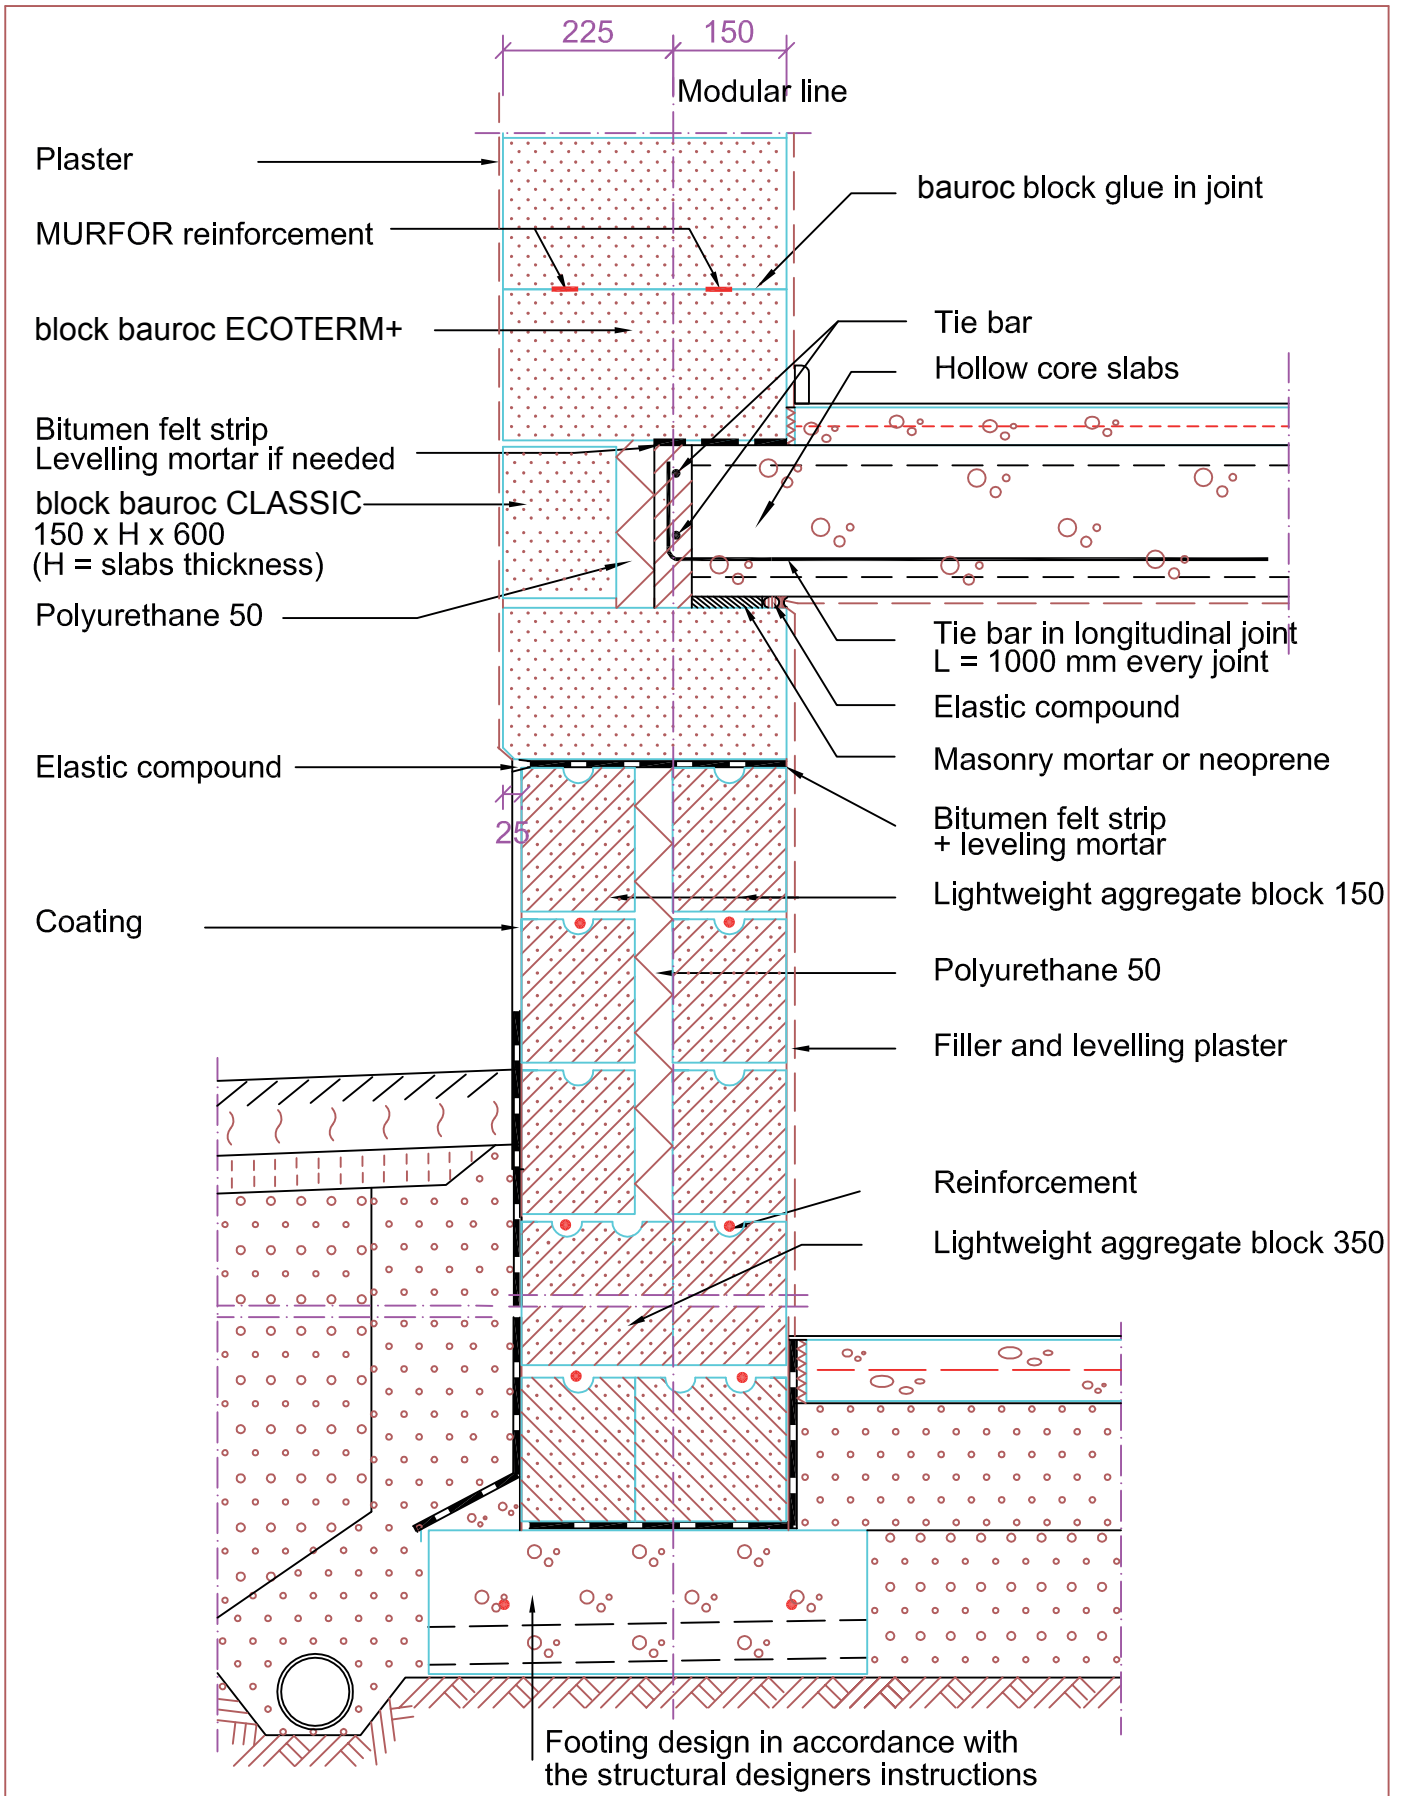 225
150
Modular line
Plaster
bauroc block glue in joint
MURFOR reinforcement
block bauroc ECOTERM+
Tie bar
Hollow core slabs
Bitumen felt strip
Levelling mortar if needed
block bauroc CLASSIC
150 x H x 600
(H = slabs thickness)
Polyurethane 50
Tie bar in longitudinal joint
L = 1000 mm every joint
Elastic compound
Masonry mortar or neoprene
Elastic compound
25
Bitumen felt strip
+ leveling mortar
Lightweight aggregate block 150
Coating
Polyurethane 50
Filler and levelling plaster
Reinforcement
Lightweight aggregate block 350
Footing design in accordance with
the structural designers instructions